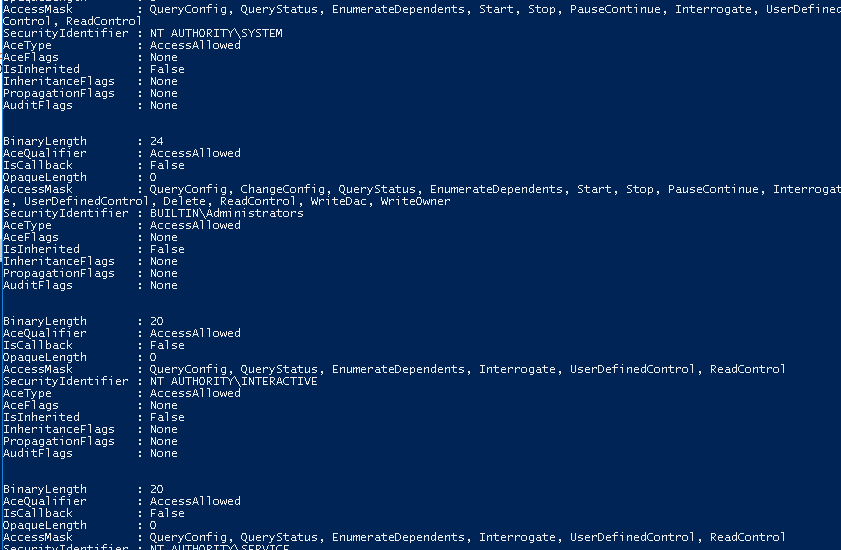 AccessMask : QueryConfig, QueryStatus, EnumerateDependents, Start, Stop, PauseContinue, Interrogate, UserDefined
Control, ReadControl
SecurityIdentifier : NT AUTHORITY\SYSTEM
AceType : AccessAllowed
AceFlags : None
IsInherited : False
InheritanceFlags : None
PropagationFlags : None
AuditFlags : None
BinaryLength : 24
AceQualifier : AccessAllowed
IsCallback : False
OpaqueLength : 0
AccessMask : QueryConfig, ChangeConfig, QueryStatus, EnumerateDependents, Start, Stop, PauseContinue, Interrogat
e, UserDefinedControl, Delete, ReadControl, WriteDac, WriteOwner
SecurityIdentifier : BUILTIN\Administrators
AceType : AccessAllowed
AceFlags : None
IsInherited : False
InheritanceFlags : None
PropagationFlags : None
AuditFlags : None
BinaryLength : 20
AceQualifier : AccessAllowed
IsCallback : False
OpaqueLength : 0
AccessMask : QueryConfig, QueryStatus, EnumerateDependents, Interrogate, UserDefinedControl, ReadControl
SecurityIdentifier : NT AUTHORITY\INTERACTIVE
AceType : AccessAllowed
AceFlags : None
IsInherited : False
InheritanceFlags : None
PropagationFlags : None
AuditFlags : None
BinaryLength : 20
AceQualifier : AccessAllowed
IsCallback : False
OpaqueLength : 0
AccessMask : QueryConfig, QueryStatus, EnumerateDependents, Interrogate, UserDefinedControl, ReadControl
SecurityIdentifier : NT AUTHORITY\SERVICE